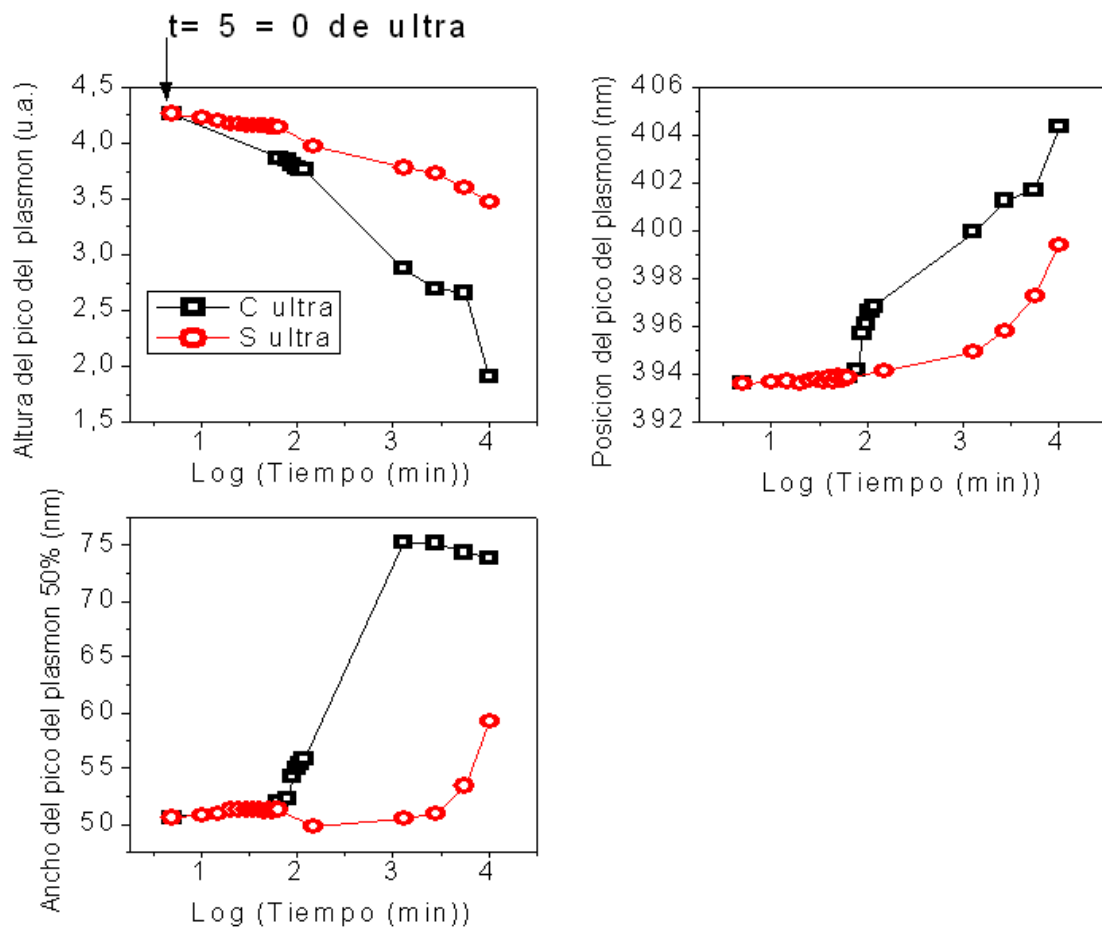 t= 5 = 0 de ultra
Altura del pico del plasmon (u.a.)
4,5
4,0
3,5
3,0
2,5
2,0
1,5
C ultra
S ultra
1 2 3 4
Log (Tiempo (min))
Posicion del pico del plasmon (nm)
406
404
402
400
398
396
394
392
1 2 3 4
Log (Tiempo (min))
Ancho del pico del plasmon 50% (nm)
75
70
65
60
55
50
1 2 3 4
Log (Tiempo (min))